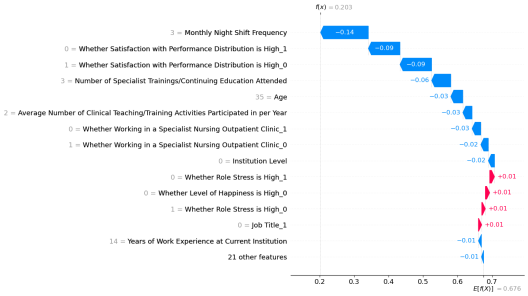 f(x) = 0.203
3 = Monthly Night Shift Frequency
−0.14
0 = Whether Satisfaction with Performance Distribution is High_1
−0.09
1 = Whether Satisfaction with Performance Distribution is High_0
−0.09
3 = Number of Specialist Trainings/Continuing Education Attended
−0.06
35 = Age
−0.03
2 = Average Number of Clinical Teaching/Training Activities Participated in per Year
−0.03
0 = Whether Working in a Specialist Nursing Outpatient Clinic_1
−0.03
1 = Whether Working in a Specialist Nursing Outpatient Clinic_0
−0.02
0 = Institution Level
−0.02
0 = Whether Role Stress is High_1
+0.01
0 = Whether Level of Happiness is High_0
+0.01
1 = Whether Role Stress is High_0
+0.01
0 = Job Title_1
+0.01
14 = Years of Work Experience at Current Institution
−0.01
21 other features
−0.01
0.2 0.3 0.4 0.5 0.6 0.7
E[f(X)] = 0.676